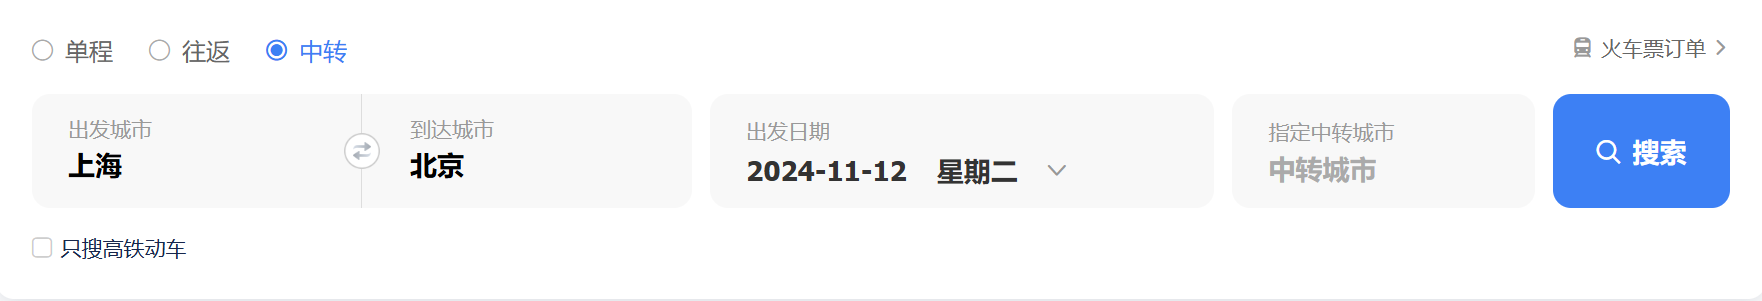 单程 往返 中转 火车票订单
出发城市 到达城市 出发日期 指定中转城市
上海 北京 2024-11-12 星期二 中转城市 搜索
只搜高铁动车